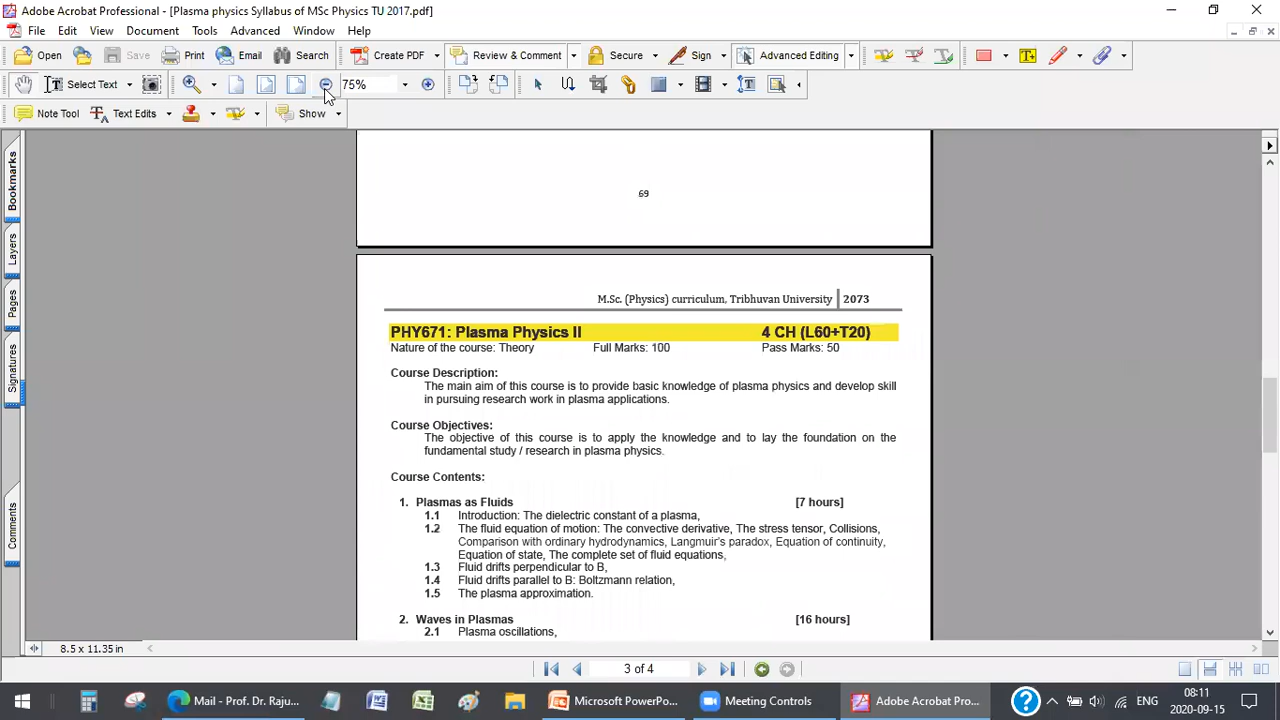 Adobe Acrobat Professional - [Plasma physics Syllabus of MSc Physics TU 2017.pdf]
File Edit View Document Tools Advanced Window Help
Open Save Print Email Search Create PDF Review & Comment Secure Sign Advanced Editing
Select Text 75%
Note Tool Text Edits Show
Bookmarks
Layers
Pages
Signatures
Comments
69
M.Sc. (Physics) curriculum, Tribhuvan University 2073
PHY671: Plasma Physics II 4 CH (L60+T20)
Nature of the course: Theory Full Marks: 100 Pass Marks: 50
Course Description:
The main aim of this course is to provide basic knowledge of plasma physics and develop skill
in pursuing research work in plasma applications.
Course Objectives:
The objective of this course is to apply the knowledge and to lay the foundation on the
fundamental study / research in plasma physics.
Course Contents:
1. Plasmas as Fluids [7 hours]
1.1 Introduction: The dielectric constant of a plasma,
1.2 The fluid equation of motion: The convective derivative, The stress tensor, Collisions,
Comparison with ordinary hydrodynamics, Langmuir's paradox, Equation of continuity,
Equation of state, The complete set of fluid equations,
1.3 Fluid drifts perpendicular to B,
1.4 Fluid drifts parallel to B: Boltzmann relation,
1.5 The plasma approximation.
2. Waves in Plasmas [16 hours]
2.1 Plasma oscillations,
8.5 x 11.35 in
3 of 4
Mail - Prof. Dr. Raju... Microsoft PowerPo... Meeting Controls Adobe Acrobat Pro... ENG 08:11
2020-09-15